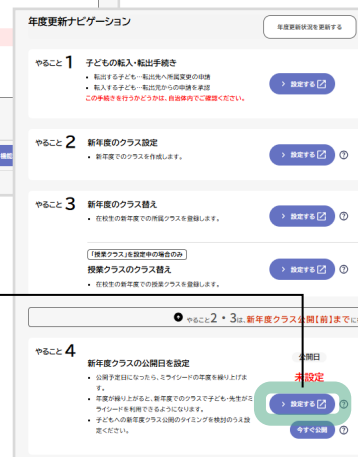 年度更新ナビゲーション
年度更新状況を更新する
やること 1 子どもの転入・転出手続き
• 転出する子ども…転出先へ所属変更の申請
• 転入する子ども…転出元からの申請を承認
この手続きを行うかどうかは、自治体内でご確認ください。
> 設定する
やること 2 新年度のクラス設定
• 新年度でのクラスを作成します。
> 設定する ?
機能
やること 3 新年度のクラス替え
• 在校生の新年度での所属クラスを登録します。
> 設定する ?
「授業クラス」を設定中の場合のみ
授業クラスのクラス替え
• 在校生の新年度での授業クラスを登録します。
> 設定する ?
やること2・3は、新年度クラス公開【前】までに
やること 4
新年度クラスの公開日を設定
• 公開予定日になったら、ミライシードの年度を繰り上げます。
• 年度が繰り上がると、新年度でのクラスで子ども・先生がミライシードを利用できるようになります。
• 子どもへの新年度クラス公開のタイミングを検討のうえ設定ください。
公開日
未設定
> 設定する ?
今すぐ公開 ?